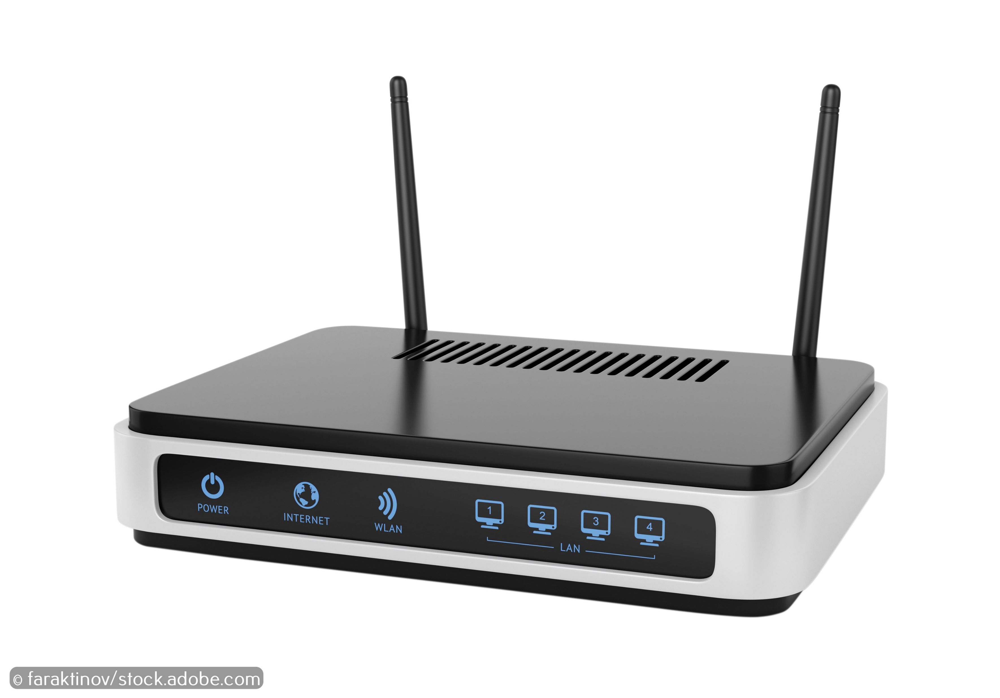 POWER
INTERNET
WLAN
1 2 3 4
LAN
© faraktinov/stock.adobe.com